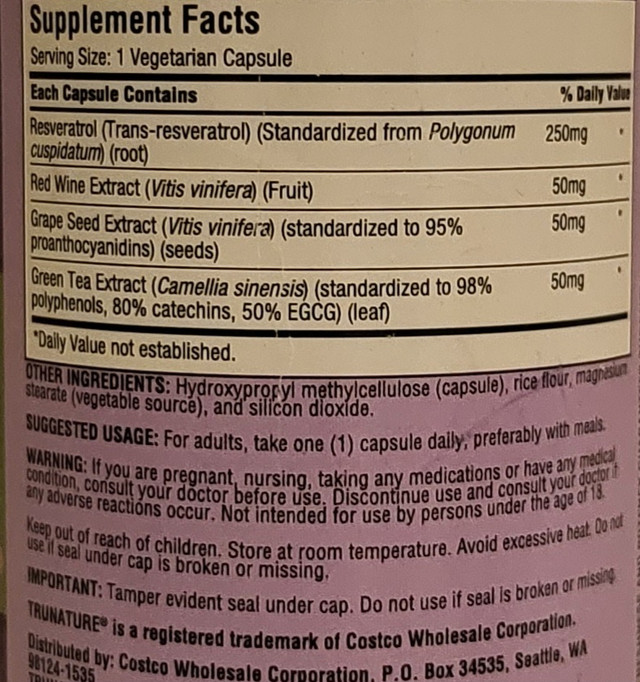 Supplement Facts
Serving Size: 1 Vegetarian Capsule
Each Capsule Contains % Daily Value
Resveratrol (Trans-resveratrol) (Standardized from Polygonum 250mg *
cuspidatum) (root)
Red Wine Extract (Vitis vinifera) (Fruit) 50mg *
Grape Seed Extract (Vitis vinifera) (standardized to 95% 50mg *
proanthocyanidins) (seeds)
Green Tea Extract (Camellia sinensis) (standardized to 98% 50mg *
polyphenols, 80% catechins, 50% EGCG) (leaf)
*Daily Value not established.
OTHER INGREDIENTS: Hydroxypropyl methylcellulose (capsule), rice flour, magnesium
stearate (vegetable source), and silicon dioxide.
SUGGESTED USAGE: For adults, take one (1) capsule daily, preferably with meals.
WARNING: If you are pregnant, nursing, taking any medications or have any medical
condition, consult your doctor before use. Discontinue use and consult your doctor if
any adverse reactions occur. Not intended for use by persons under the age of 18.
Keep out of reach of children. Store at room temperature. Avoid excessive heat. Do not
use if seal under cap is broken or missing.
IMPORTANT: Tamper evident seal under cap. Do not use if seal is broken or missing.
TRUNATURE® is a registered trademark of Costco Wholesale Corporation.
Distributed by: Costco Wholesale Corporation, P.O. Box 34535, Seattle, WA
98124-1535